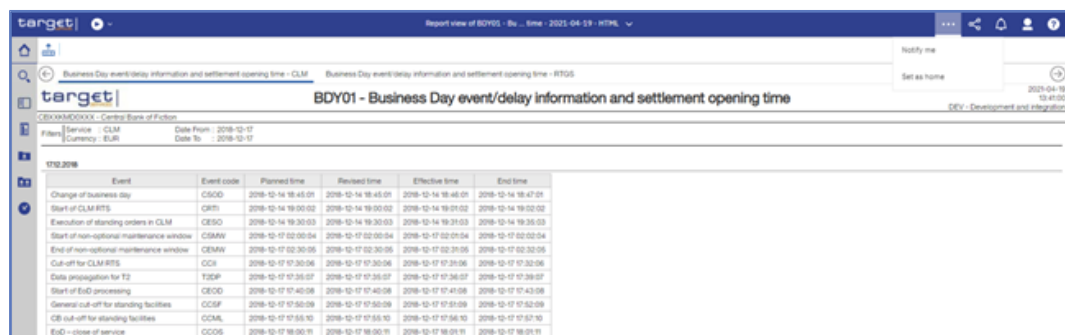 target|
Report view of BDY01 - Bu ... time - 2021-04-19 - HTML
Notify me
Set as home
Business Day event/delay information and settlement opening time - CLM
Business Day event/delay information and settlement opening time - RTGS
target|
BDY01 - Business Day event/delay information and settlement opening time
2021-04-19
13:41:00
DEV - Development and integration
- Central Bank of Fiction
Filters
Service : CLM Date From : 2018-12-17
Currency : EUR Date To : 2018-12-17
17.12.2018
Event Event code Planned time Revised time Effective time End time
Change of business day CSOD 2018-12-14 18:45:01 2018-12-14 18:45:01 2018-12-14 18:46:01 2018-12-14 18:47:01
Start of CLM RTS CRTI 2018-12-14 19:00:02 2018-12-14 19:00:02 2018-12-14 19:01:02 2018-12-14 19:02:02
Execution of standing orders in CLM CESO 2018-12-14 19:30:03 2018-12-14 19:30:03 2018-12-14 19:31:03 2018-12-14 19:35:03
Start of non-optional maintenance window CSMW 2018-12-17 02:00:04 2018-12-17 02:00:04 2018-12-17 02:01:04 2018-12-17 02:02:04
End of non-optional maintenance window CEMW 2018-12-17 02:30:05 2018-12-17 02:30:05 2018-12-17 02:31:05 2018-12-17 02:32:05
Cut-off for CLM RTS CCII 2018-12-17 17:30:06 2018-12-17 17:30:06 2018-12-17 17:31:06 2018-12-17 17:32:06
Data propagation for T2 T2DP 2018-12-17 17:35:07 2018-12-17 17:35:07 2018-12-17 17:36:07 2018-12-17 17:39:07
Start of EoD processing CEOD 2018-12-17 17:40:08 2018-12-17 17:40:08 2018-12-17 17:41:08 2018-12-17 17:43:08
General cut-off for standing facilities CCSF 2018-12-17 17:50:09 2018-12-17 17:50:09 2018-12-17 17:51:09 2018-12-17 17:52:09
CB cut-off for standing facilities CCML 2018-12-17 17:55:10 2018-12-17 17:55:10 2018-12-17 17:56:10 2018-12-17 17:57:10
EoD – close of service CCOS 2018-12-17 18:00:11 2018-12-17 18:00:11 2018-12-17 18:01:11 2018-12-17 18:01:11